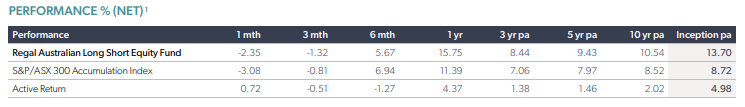 PERFORMANCE % (NET)¹
Performance 1 mth 3 mth 6 mth 1 yr 3 yr pa 5 yr pa 10 yr pa Inception pa
Regal Australian Long Short Equity Fund -2.35 -1.32 5.67 15.75 8.44 9.43 10.54 13.70
S&P/ASX 300 Accumulation Index -3.08 -0.81 6.94 11.39 7.06 7.97 8.52 8.72
Active Return 0.72 -0.51 -1.27 4.37 1.38 1.46 2.02 4.98